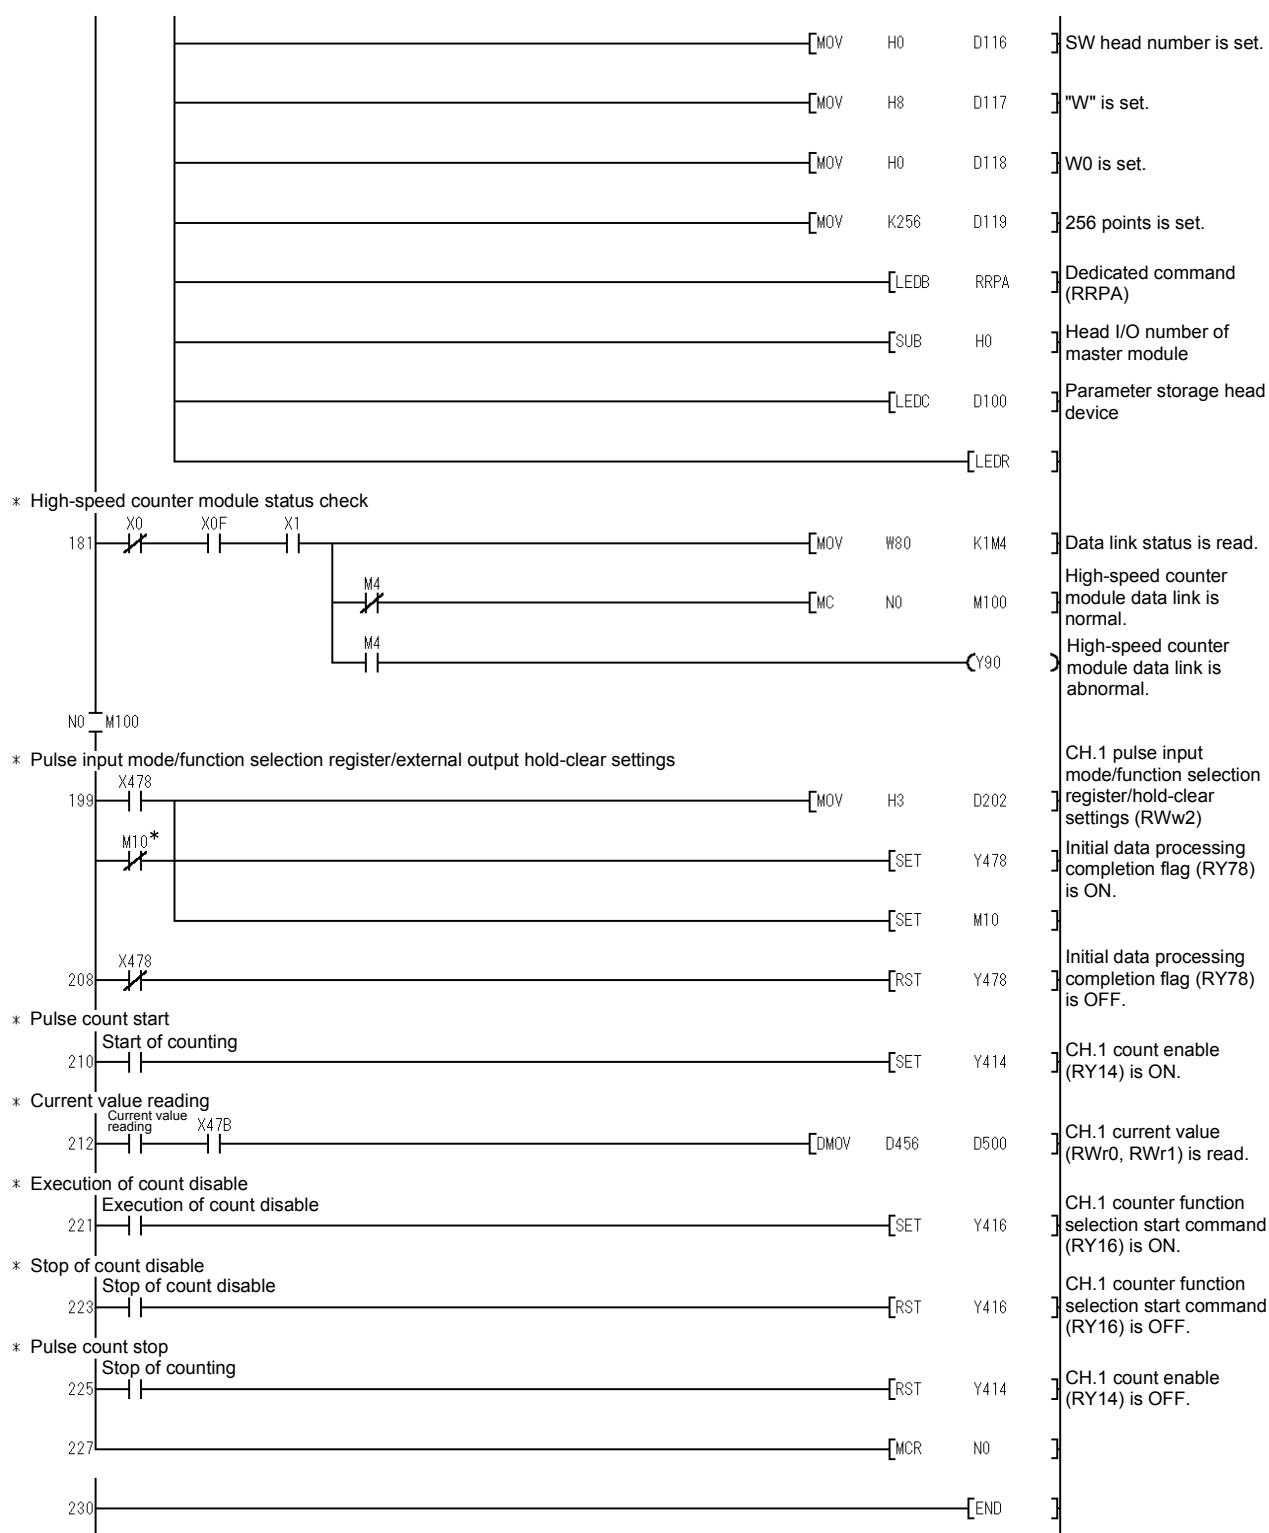 MOV H0 D116 SW head number is set.
MOV H8 D117 "W" is set.
MOV H0 D118 W0 is set.
MOV K256 D119 256 points is set.
LEDB RRPA Dedicated command
(RRPA)
SUB H0 Head I/O number of
master module
LEDC D100 Parameter storage head
device
LEDR
* High-speed counter module status check
X0 X0F X1
181 MOV W80 K1M4 Data link status is read.
M4
MC N0 M100 High-speed counter
module data link is
normal.
M4
Y90 High-speed counter
module data link is
abnormal.
N0 M100
* Pulse input mode/function selection register/external output hold-clear settings
X478
199 MOV H3 D202 CH.1 pulse input
mode/function selection
register/hold-clear
settings (RWw2)
M10*
SET Y478 Initial data processing
completion flag (RY78)
is ON.
SET M10
X478
208 RST Y478 Initial data processing
completion flag (RY78)
is OFF.
* Pulse count start
Start of counting
210 SET Y414 CH.1 count enable
(RY14) is ON.
* Current value reading
Current value
reading X47B
212 DMOV D456 D500 CH.1 current value
(RWr0, RWr1) is read.
* Execution of count disable
Execution of count disable
221 SET Y416 CH.1 counter function
selection start command
(RY16) is ON.
* Stop of count disable
Stop of count disable
223 RST Y416 CH.1 counter function
selection start command
(RY16) is OFF.
* Pulse count stop
Stop of counting
225 RST Y414 CH.1 count enable
(RY14) is OFF.
227 MCR N0
230 END